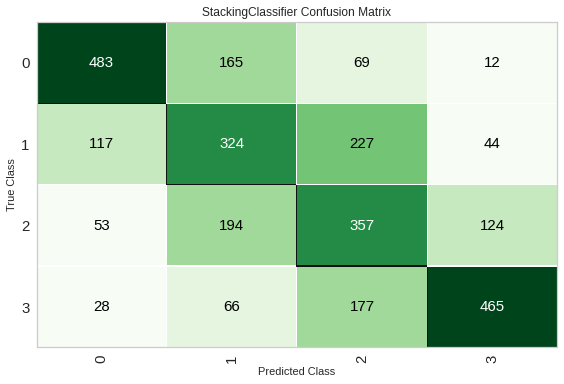 StackingClassifier Confusion Matrix
True Class
0 483 165 69 12
1 117 324 227 44
2 53 194 357 124
3 28 66 177 465
0 1 2 3
Predicted Class